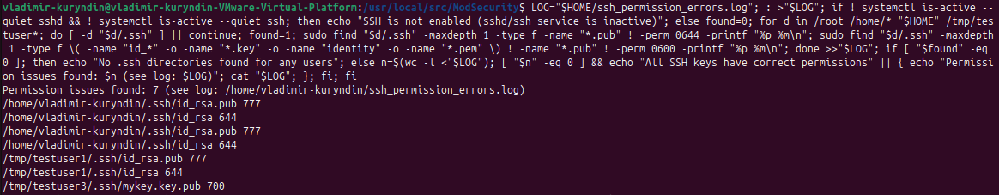 vladimir-kuryndin@vladimir-kuryndin-VMware-Virtual-Platform:/usr/local/src/ModSecurity$ LOG="$HOME/ssh_permission_errors.log"; : >"$LOG"; if ! systemctl is-active --
quiet sshd && ! systemctl is-active --quiet ssh; then echo "SSH is not enabled (sshd/ssh service is inactive)"; else found=0; for d in /root /home/* "$HOME" /tmp/tes
tuser*; do [ -d "$d/.ssh" ] || continue; found=1; sudo find "$d/.ssh" -maxdepth 1 -type f -name "*.pub" ! -perm 0644 -printf "%p %m\n"; sudo find "$d/.ssh" -maxdepth
 1 -type f \( -name "id_*" -o -name "*.key" -o -name "identity" -o -name "*.pem" \) ! -name "*.pub" ! -perm 0600 -printf "%p %m\n"; done >>"$LOG"; if [ "$found" -eq
0 ]; then echo "No .ssh directories found for any users"; else n=$(wc -l <"$LOG"); [ "$n" -eq 0 ] && echo "All SSH keys have correct permissions" || { echo "Permissi
on issues found: $n (see log: $LOG)"; cat "$LOG"; }; fi; fi
Permission issues found: 7 (see log: /home/vladimir-kuryndin/ssh_permission_errors.log)
/home/vladimir-kuryndin/.ssh/id_rsa.pub 777
/home/vladimir-kuryndin/.ssh/id_rsa 644
/home/vladimir-kuryndin/.ssh/id_rsa.pub 777
/home/vladimir-kuryndin/.ssh/id_rsa 644
/tmp/testuser1/.ssh/id_rsa.pub 777
/tmp/testuser1/.ssh/id_rsa 644
/tmp/testuser3/.ssh/mykey.key.pub 700